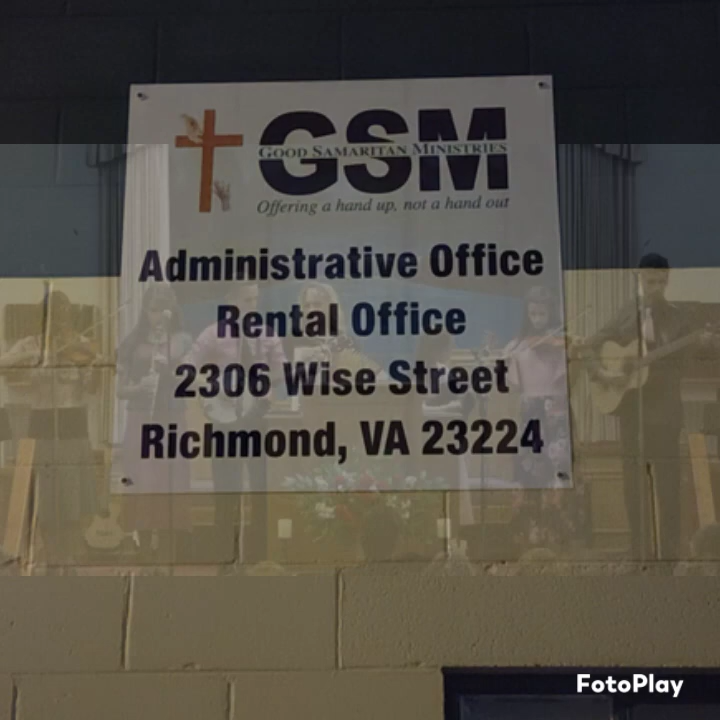 GSM
GOOD SAMARITAN MINISTRIES
Offering a hand up, not a hand out
Administrative Office
Rental Office
2306 Wise Street
Richmond, VA 23224
FotoPlay